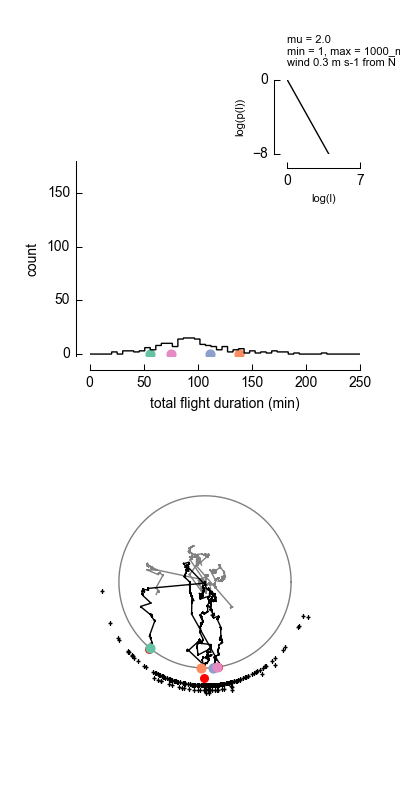 mu = 2.0
min = 1, max = 1000_m
wind 0.3 m s-1 from N
0
log(p(l))
−8
0 7
log(l)
150
100
count
50
0
0 50 100 150 200 250
total flight duration (min)